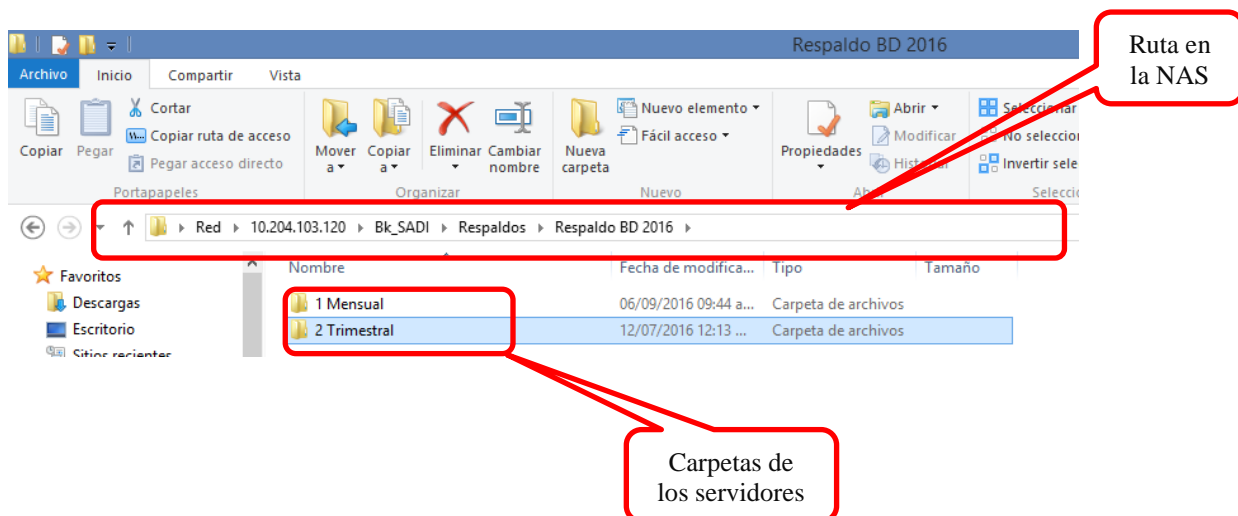 Respaldo BD 2016
Ruta en
la NAS
Archivo Inicio Compartir Vista
Copiar
Pegar
Cortar
Copiar ruta de acceso
Pegar acceso directo
Portapapeles
Mover
a
Copiar
a
Eliminar
Cambiar
nombre
Organizar
Nueva
carpeta
Nuevo elemento
Fácil acceso
Nuevo
Propiedades
Abrir
Modificar
Seleccionar
No seleccion
Invertir sele
Selecci
Red 10.204.103.120 Bk_SADI Respaldos Respaldo BD 2016
Favoritos
Descargas
Escritorio
Sitios recientes
Nombre Fecha de modifica... Tipo Tamaño
1 Mensual 06/09/2016 09:44 a... Carpeta de archivos
2 Trimestral 12/07/2016 12:13 ... Carpeta de archivos
Carpetas de
los servidores